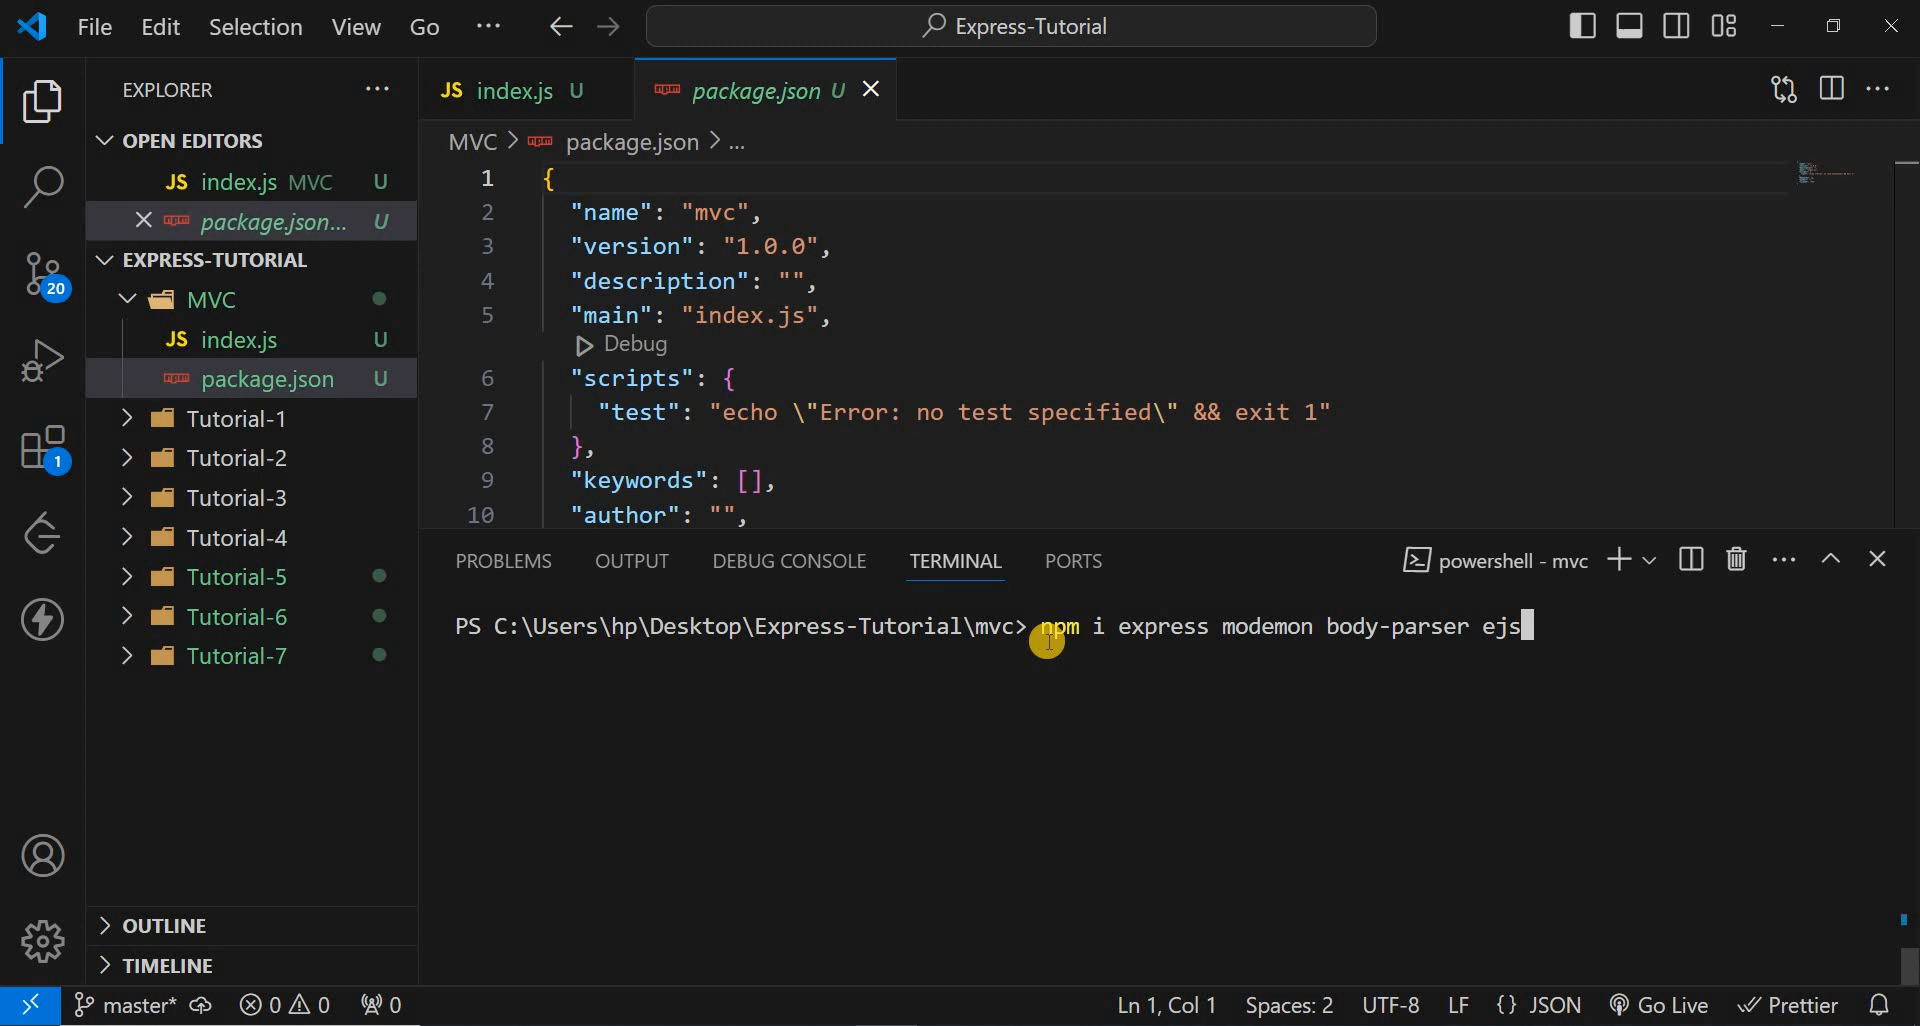 File Edit Selection View Go ··· Express-Tutorial
EXPLORER ···
OPEN EDITORS
JS index.js MVC U
package.json... U
EXPRESS-TUTORIAL
MVC
JS index.js U
package.json U
Tutorial-1
Tutorial-2
Tutorial-3
Tutorial-4
Tutorial-5
Tutorial-6
Tutorial-7
OUTLINE
TIMELINE
20
1
JS index.js U package.json U
MVC > package.json > ...
1 {
2 "name": "mvc",
3 "version": "1.0.0",
4 "description": "",
5 "main": "index.js",
Debug
6 "scripts": {
7 "test": "echo \"Error: no test specified\" && exit 1"
8 },
9 "keywords": [],
10 "author": "",
PROBLEMS OUTPUT DEBUG CONSOLE TERMINAL PORTS powershell - mvc
PS C:\Users\hp\Desktop\Express-Tutorial\mvc> npm i express modemon body-parser ejs
master* 0 0 0 Ln 1, Col 1 Spaces: 2 UTF-8 LF {} JSON Go Live Prettier